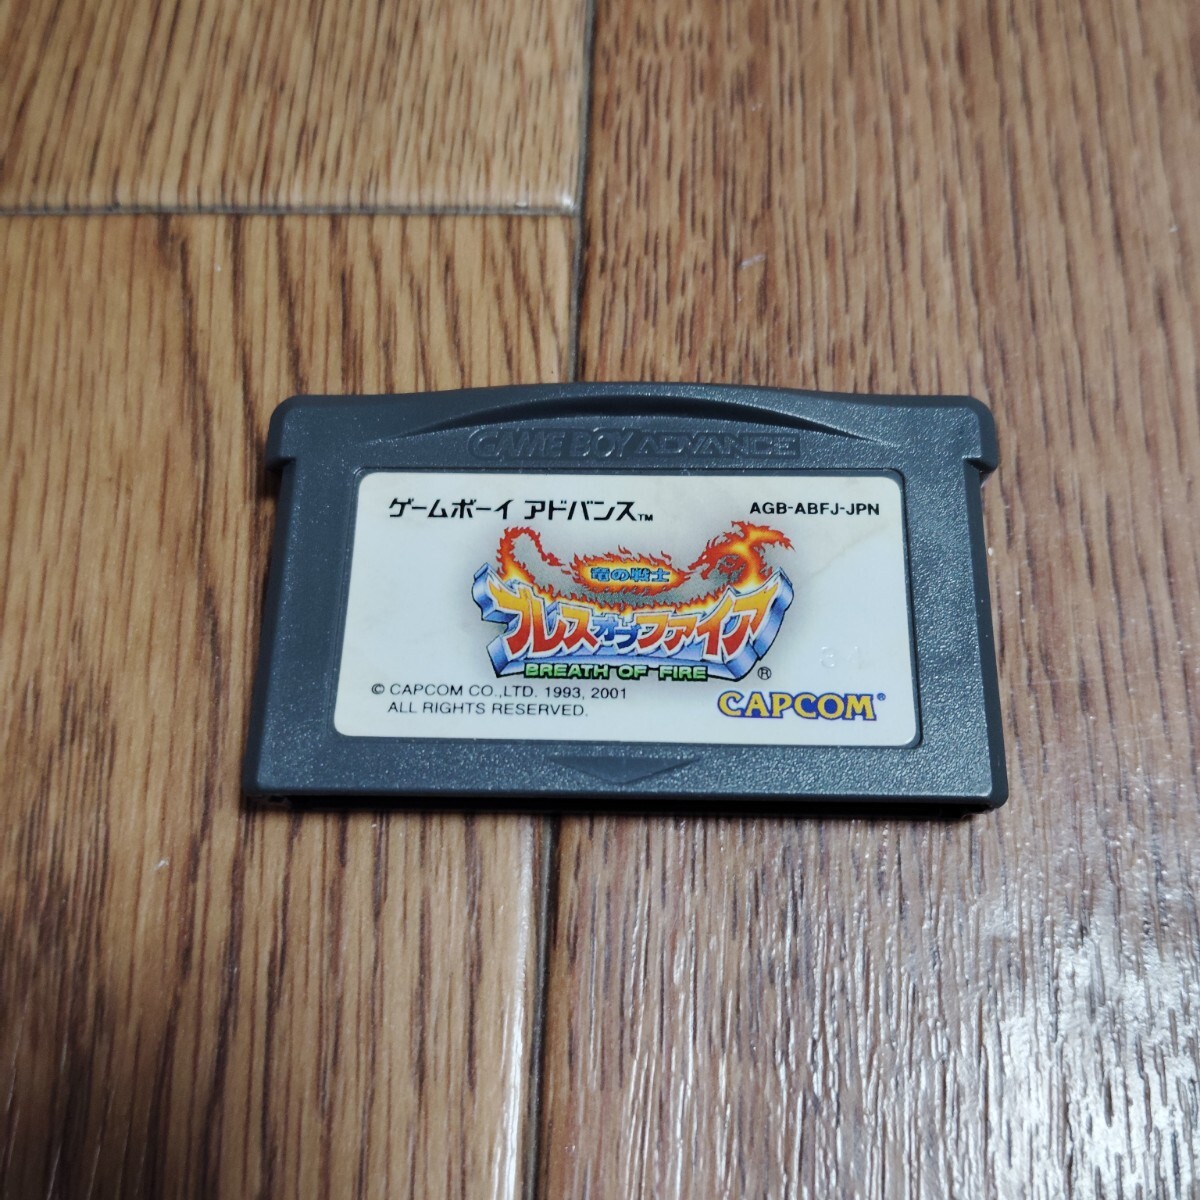 GAME BOY ADVANCE
ゲームボーイ アドバンス™
AGB-ABFJ-JPN
竜の戦士
ブレス オブ ファイア
BREATH OF FIRE®
© CAPCOM CO.,LTD. 1993, 2001
ALL RIGHTS RESERVED.
CAPCOM®